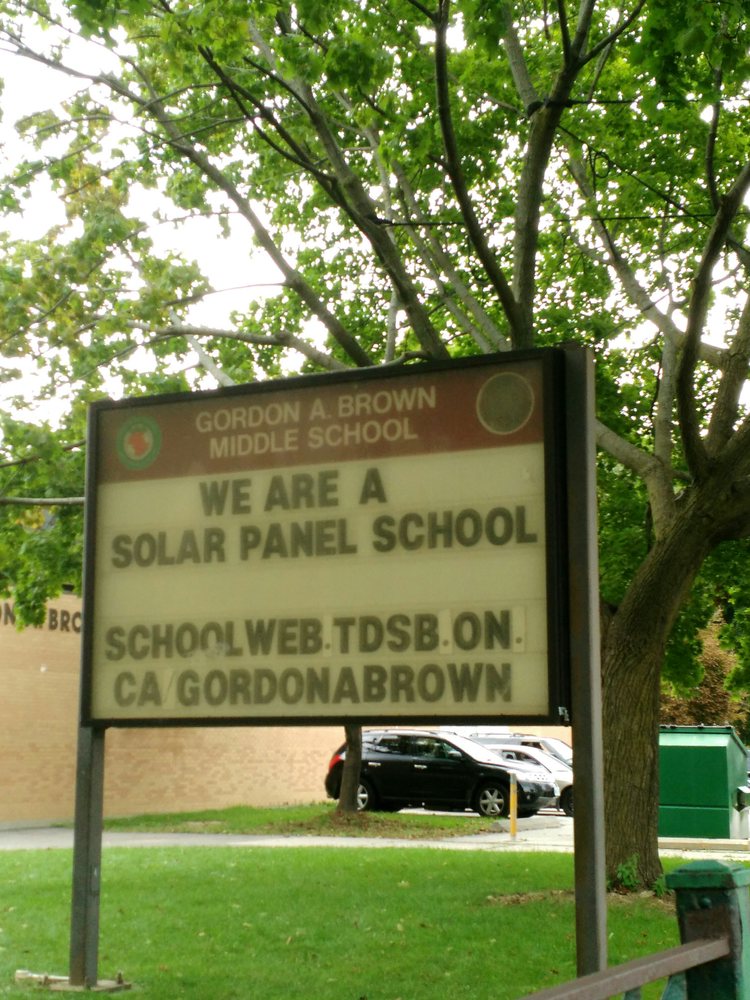 GORDON A. BROWN
MIDDLE SCHOOL
WE ARE A
SOLAR PANEL SCHOOL
SCHOOLWEB.TDSB.ON.
CA/GORDONABROWN